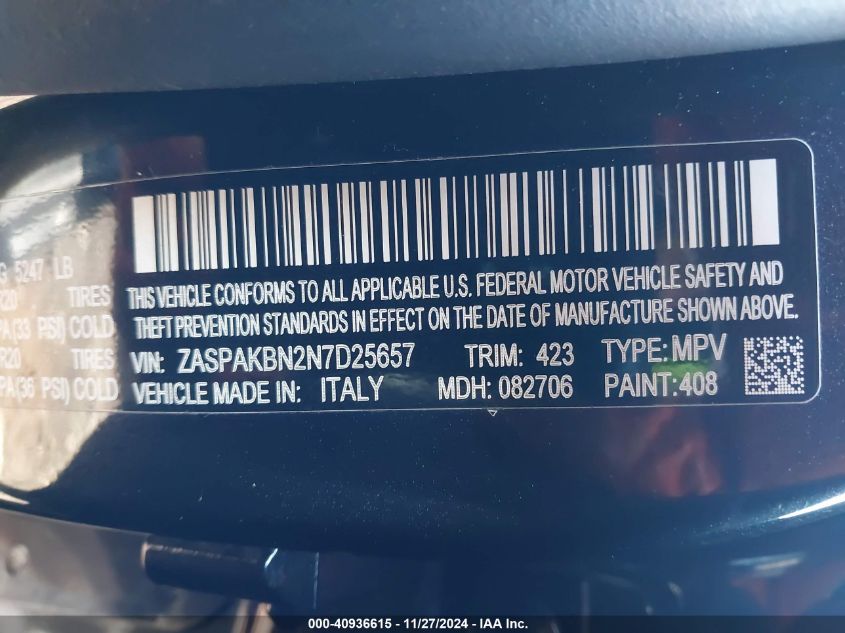 G 5247 LB
R20 TIRES
PA(33 PSI) COLD
R20 TIRES
PA(36 PSI) COLD
THIS VEHICLE CONFORMS TO ALL APPLICABLE U.S. FEDERAL MOTOR VEHICLE SAFETY AND
THEFT PREVENTION STANDARDS IN EFFECT ON THE DATE OF MANUFACTURE SHOWN ABOVE.
VIN: ZASPAKBN2N7D25657 TRIM: 423 TYPE: MPV
VEHICLE MADE IN: ITALY MDH: 082706 PAINT:408
000-40936615 - 11/27/2024 - IAA Inc.